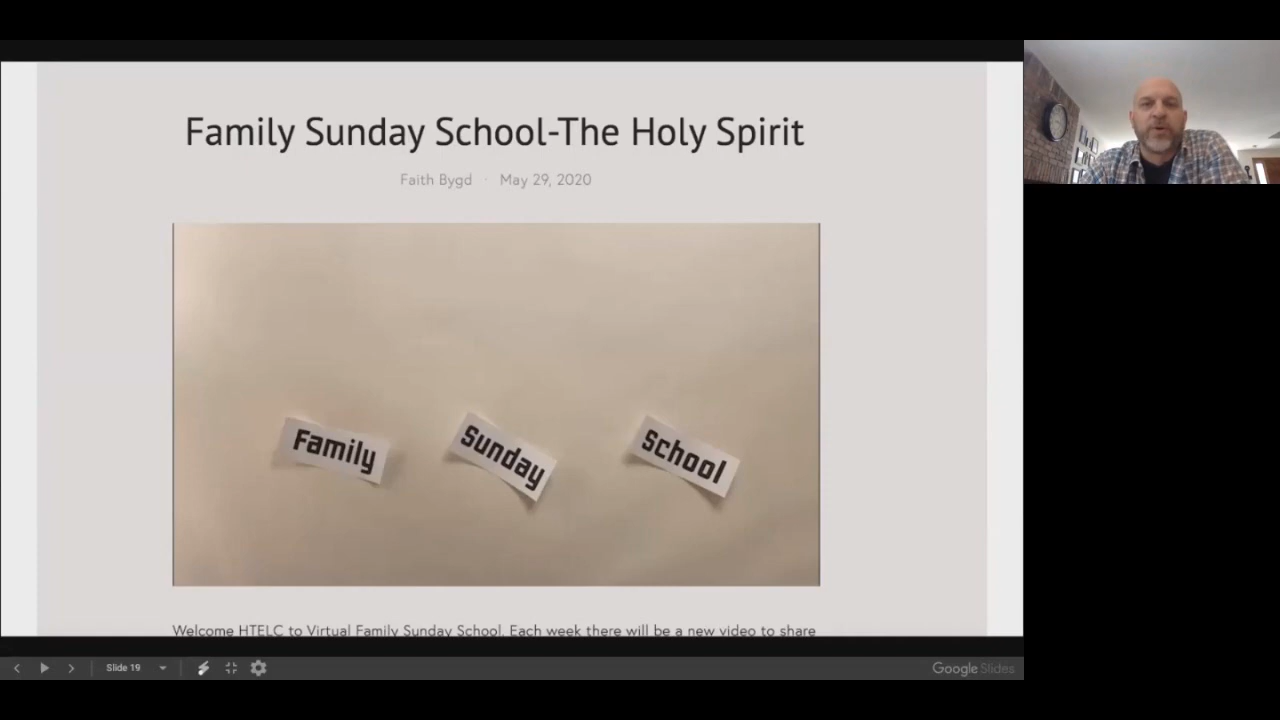 Family Sunday School-The Holy Spirit
Faith Bygd · May 29, 2020
Family
Sunday
School
Welcome HTELC to Virtual Family Sunday School. Each week there will be a new video to share
Slide 19
Google Slides